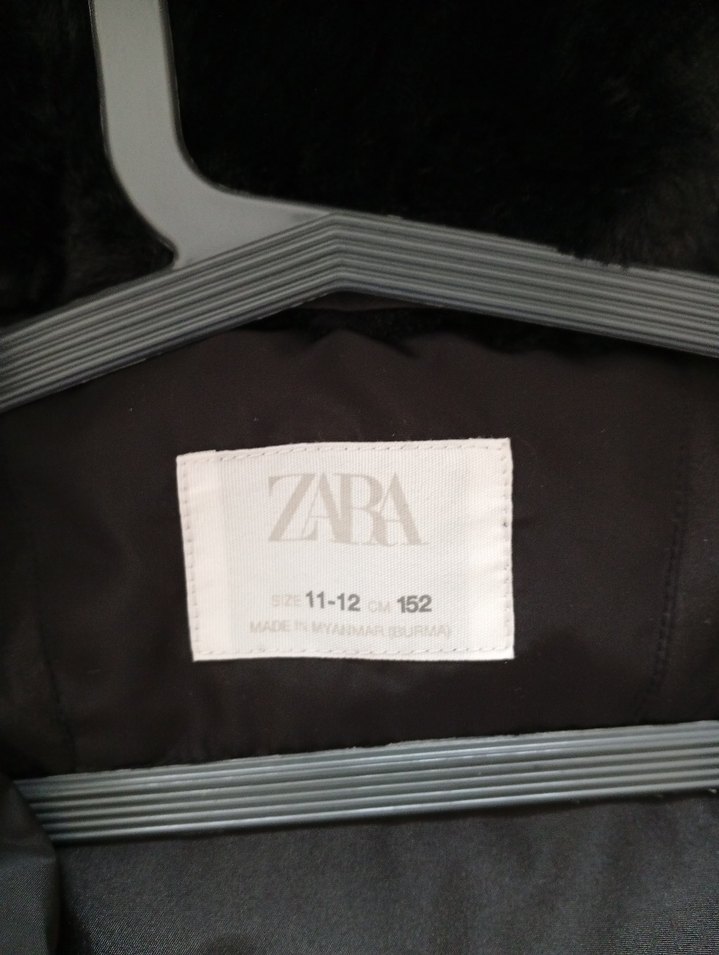 ZARA
SIZE 11-12 CM 152
MADE IN MYANMAR (BURMA)